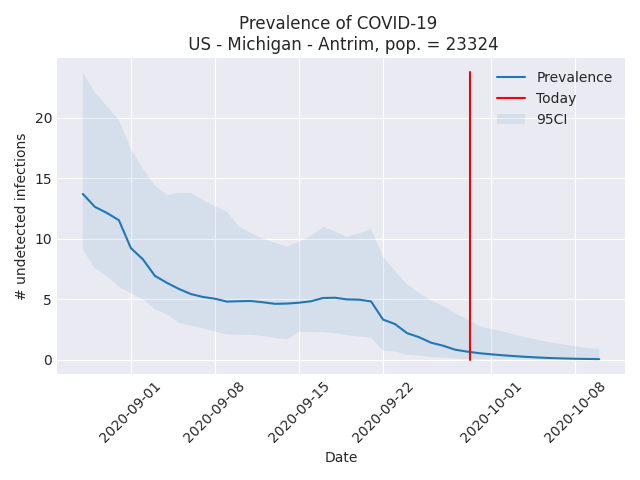 Prevalence of COVID-19
US - Michigan - Antrim, pop. = 23324
Prevalence
Today
95CI
# undetected infections
20
15
10
5
0
2020-09-01
2020-09-08
2020-09-15
2020-09-22
2020-10-01
2020-10-08
Date